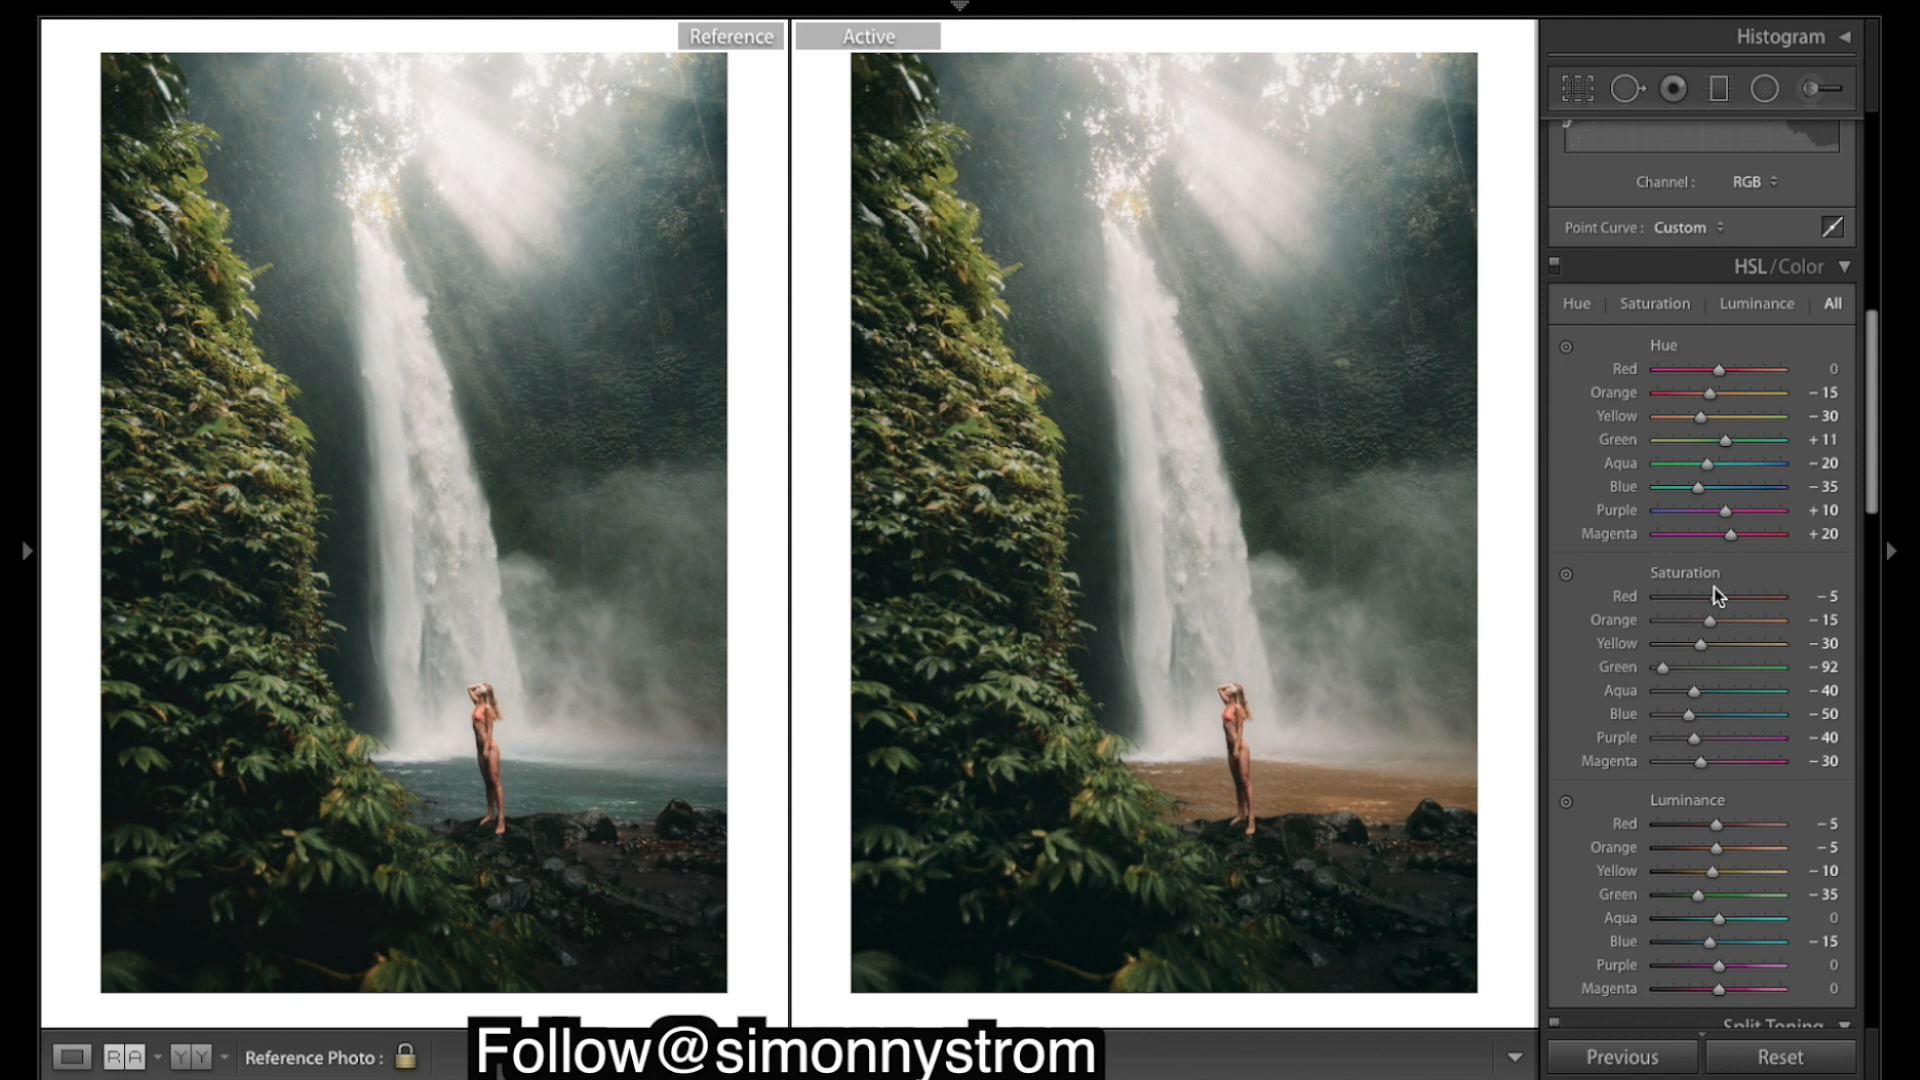 Reference
Active
Histogram
Channel : RGB
Point Curve : Custom
HSL / Color
Hue | Saturation | Luminance | All
Hue
Red 0
Orange – 15
Yellow – 30
Green + 11
Aqua – 20
Blue – 35
Purple + 10
Magenta + 20
Saturation
Red – 5
Orange – 15
Yellow – 30
Green – 92
Aqua – 40
Blue – 50
Purple – 40
Magenta – 30
Luminance
Red – 5
Orange – 5
Yellow – 10
Green – 35
Aqua 0
Blue – 15
Purple 0
Magenta 0
Split Toning
R A
Y Y
Reference Photo :
Follow@simonnystrom
Previous
Reset